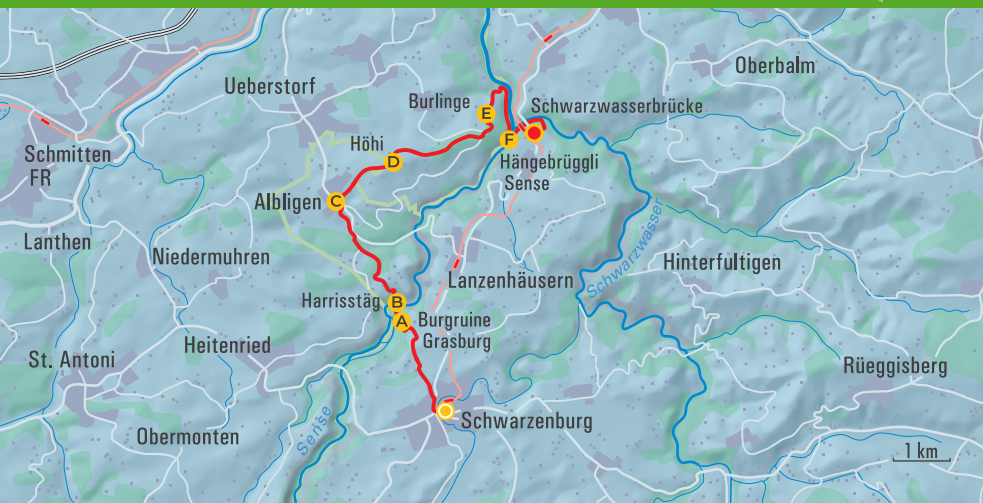 Oberbalm
Ueberstorf
Burlinge
E
Schwarzwasserbrücke
Höhi
F
Schmitten
FR
D
Hängebrüggli
Sense
Albligen
C
Lanthen
Niedermuhren
Schwarzwasser
Hinterfultigen
Lanzenhäusern
Harrisstäg
B
A
Burgruine
Grasburg
Heitenried
St. Antoni
Rüeggisberg
Sense
Schwarzenburg
Obermonten
1 km